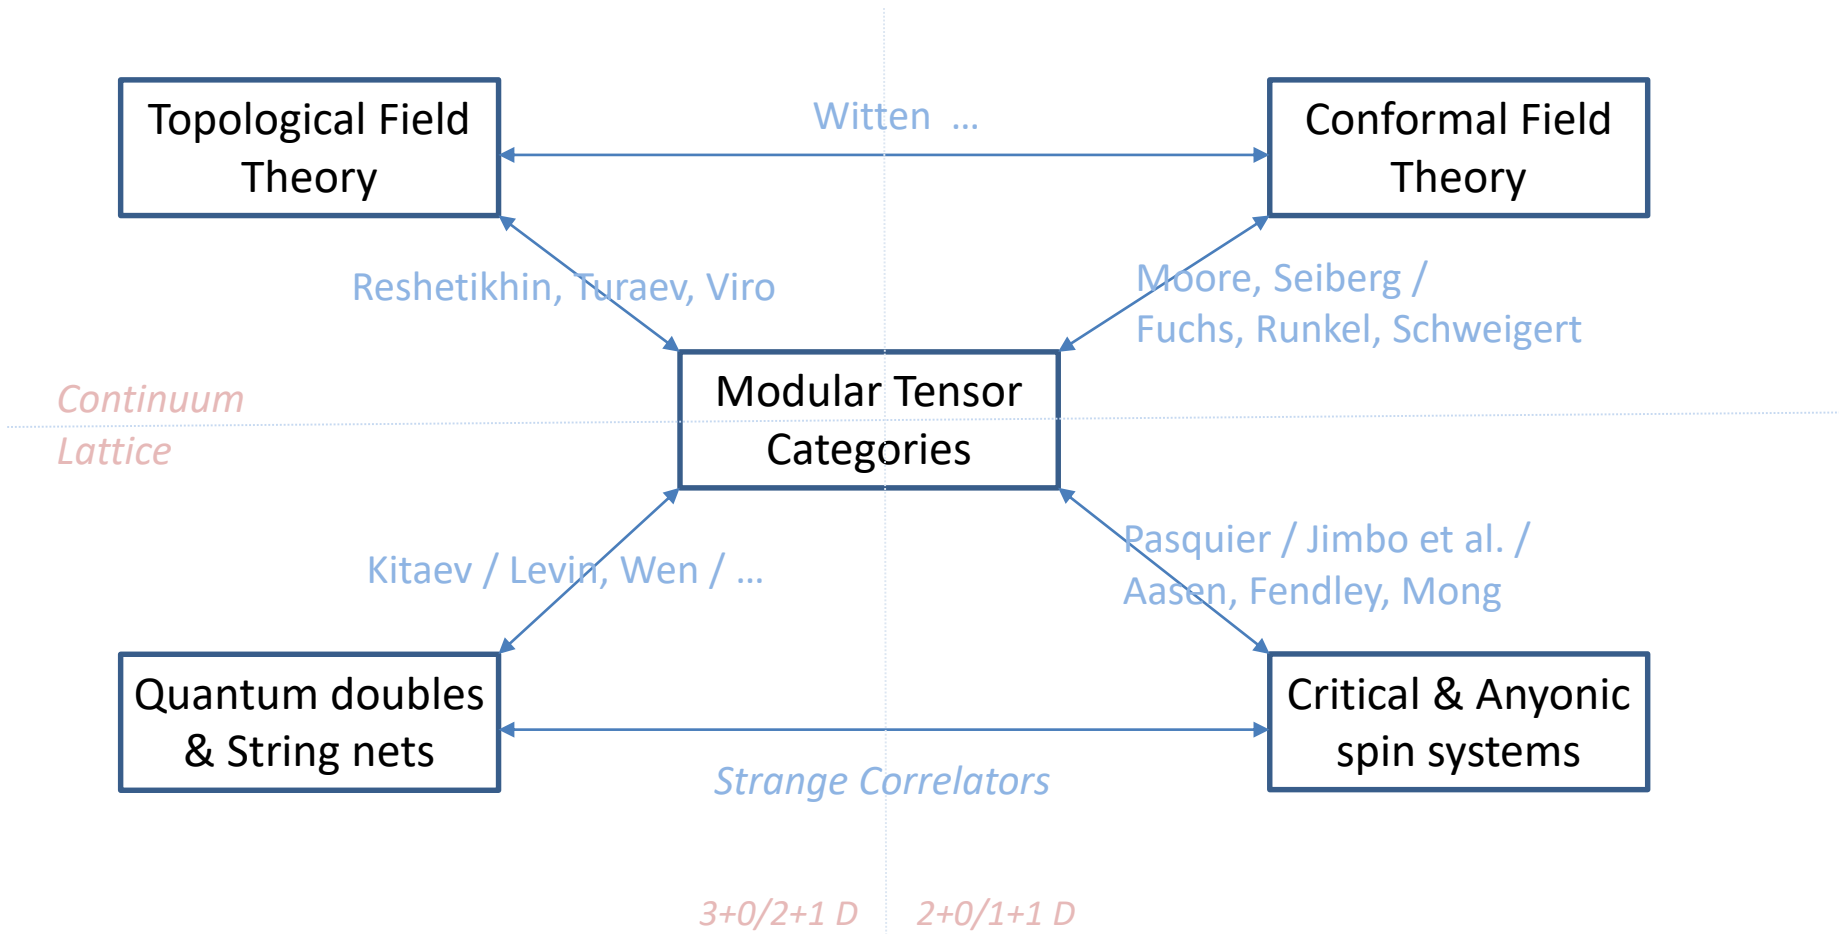 Topological Field
Theory
Witten ...
Conformal Field
Theory
Reshetikhin, Turaev, Viro
Moore, Seiberg /
Fuchs, Runkel, Schweigert
Continuum
Lattice
Modular Tensor
Categories
Kitaev / Levin, Wen / ...
Pasquier / Jimbo et al. /
Aasen, Fendley, Mong
Quantum doubles
& String nets
Strange Correlators
Critical & Anyonic
spin systems
3+0/2+1 D
2+0/1+1 D